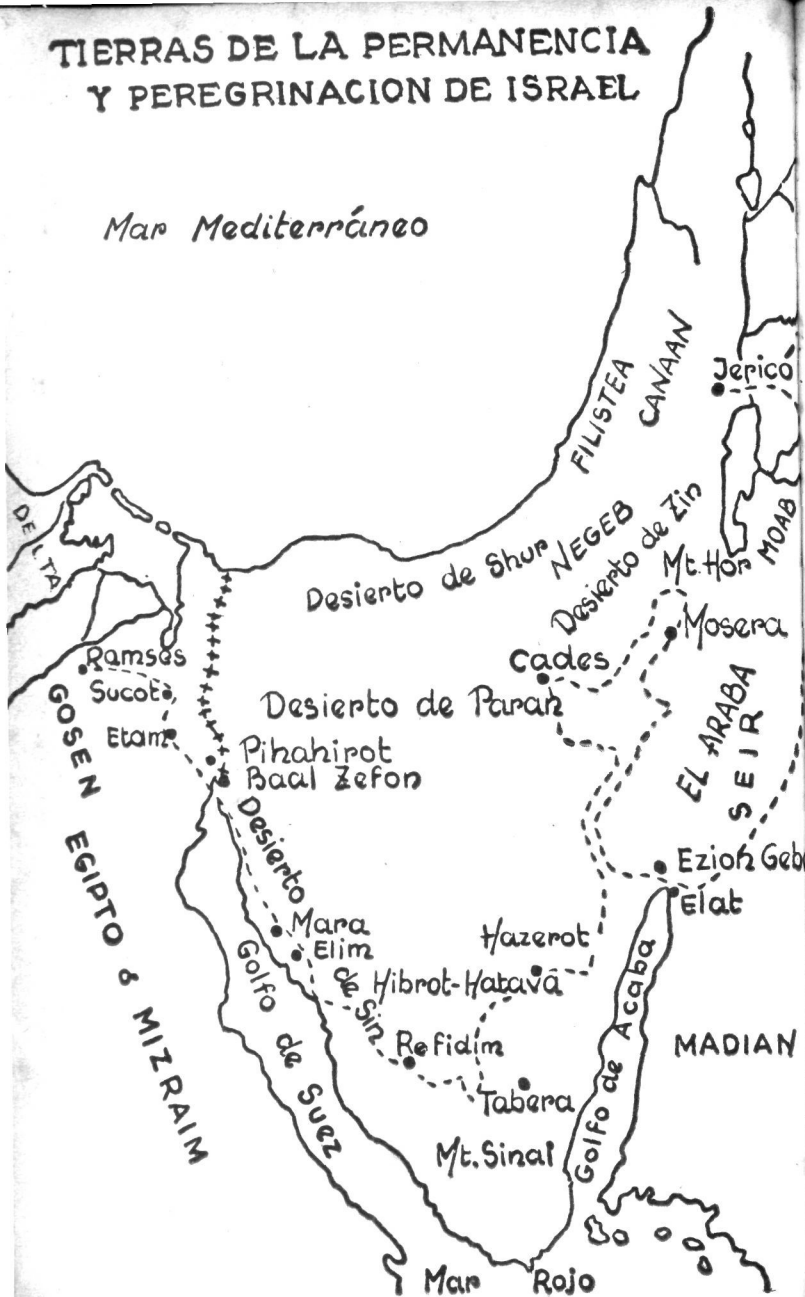 TIERRAS DE LA PERMANENCIA
Y PEREGRINACION DE ISRAEL
Mar Mediterráneo
Jericó
FILISTEA
CANAAN
DELTA
Desierto de Shur
NEGEB
Desierto de Zin
MOAB
Mt. Hor
Mosera
Ramses
Cades
Sucot
Desierto de Paran
Etam
Pihahirot
Baal Zefon
EL ARABA
SEIR
GOSEN
EGIPTO ó MIZRAIM
Desierto de Sin
Ezion Geb
Elat
Mara
Elim
Hazerot
Hibrot-Hatavá
Golfo de Suez
Refidim
Golfo de Acaba
MADIAN
Tabera
Mt. Sinaí
Mar Rojo